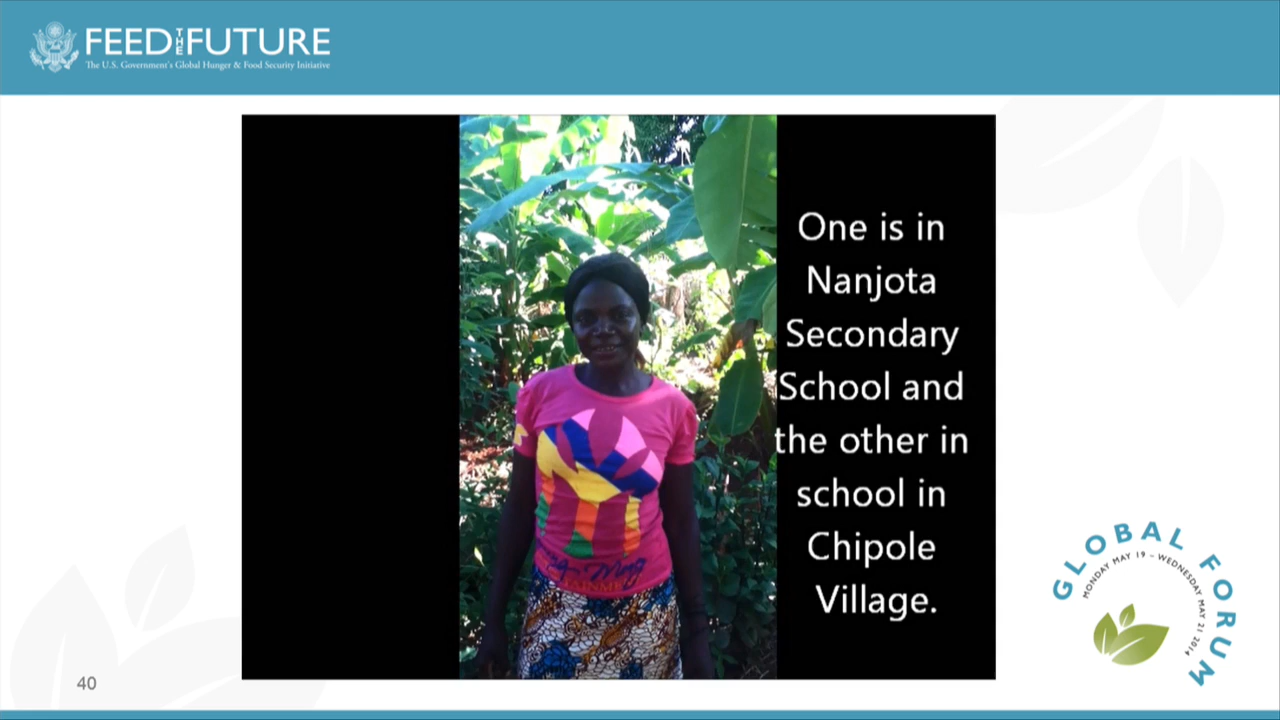 FEED THE FUTURE
The U.S. Government's Global Hunger & Food Security Initiative
One is in
Nanjota
Secondary
School and
the other in
school in
Chipole
Village.
GLOBAL FORUM
MONDAY MAY 19 – WEDNESDAY MAY 21 2014
40